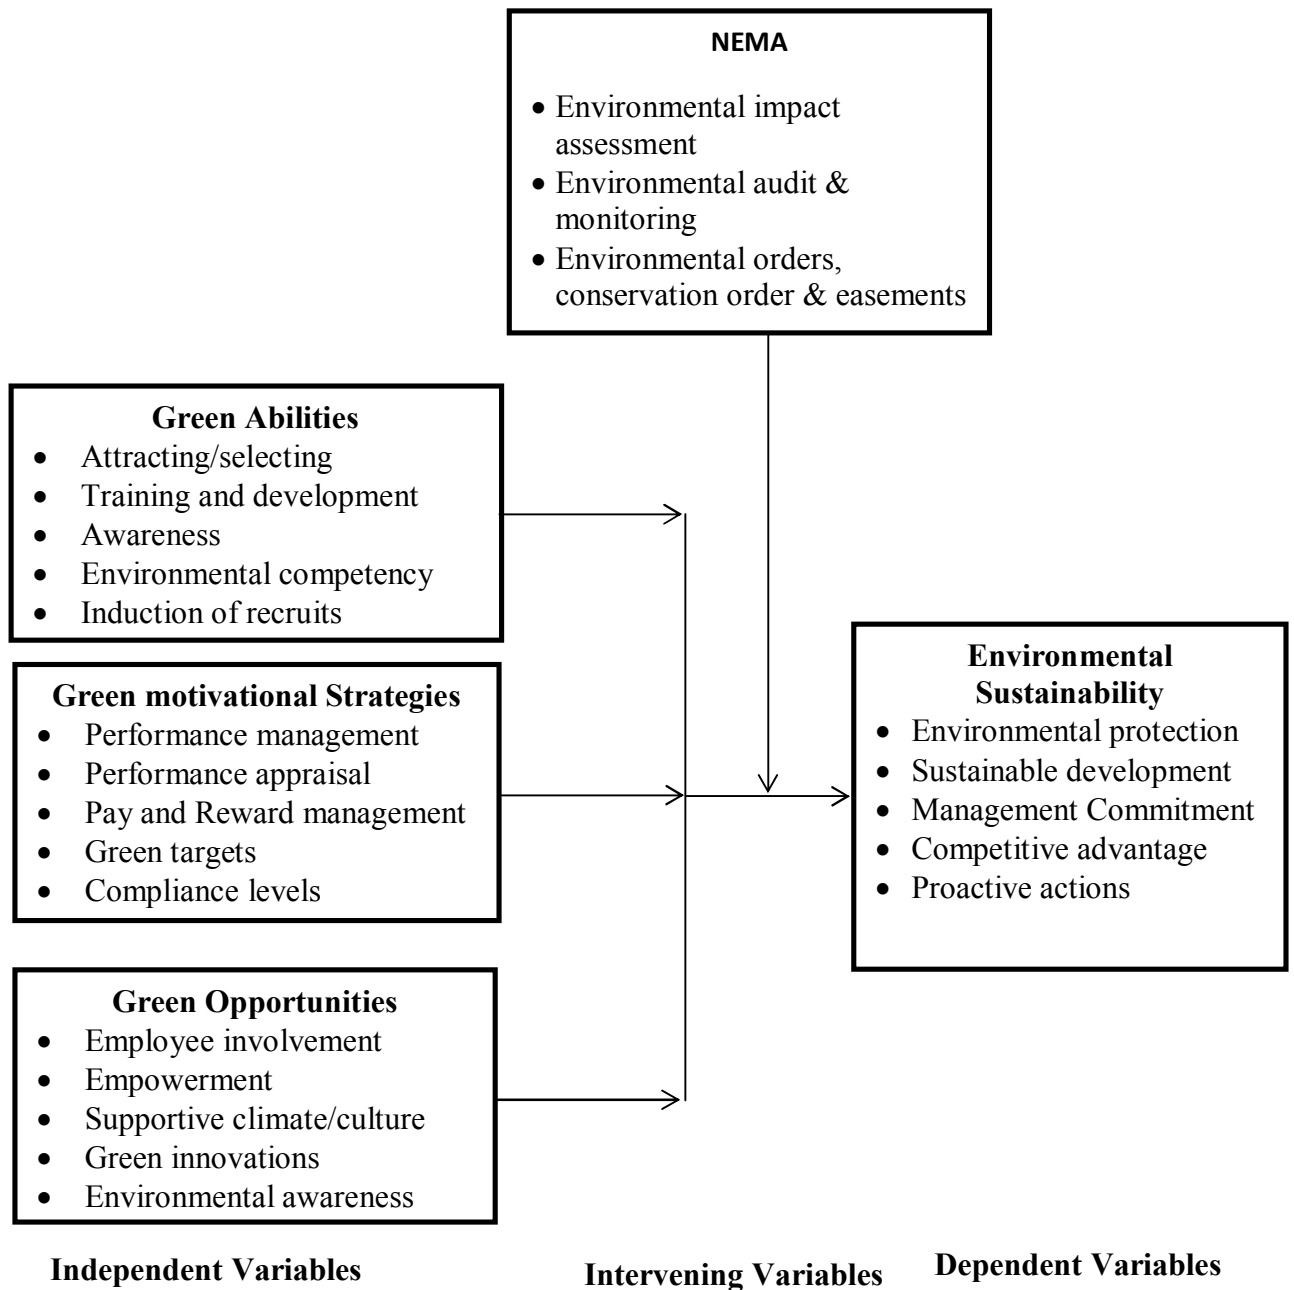 NEMA
• Environmental impact
assessment
• Environmental audit &
monitoring
• Environmental orders,
conservation order & easements
Green Abilities
• Attracting/selecting
• Training and development
• Awareness
• Environmental competency
• Induction of recruits
Green motivational Strategies
• Performance management
• Performance appraisal
• Pay and Reward management
• Green targets
• Compliance levels
Green Opportunities
• Employee involvement
• Empowerment
• Supportive climate/culture
• Green innovations
• Environmental awareness
Environmental
Sustainability
• Environmental protection
• Sustainable development
• Management Commitment
• Competitive advantage
• Proactive actions
Independent Variables
Intervening Variables
Dependent Variables